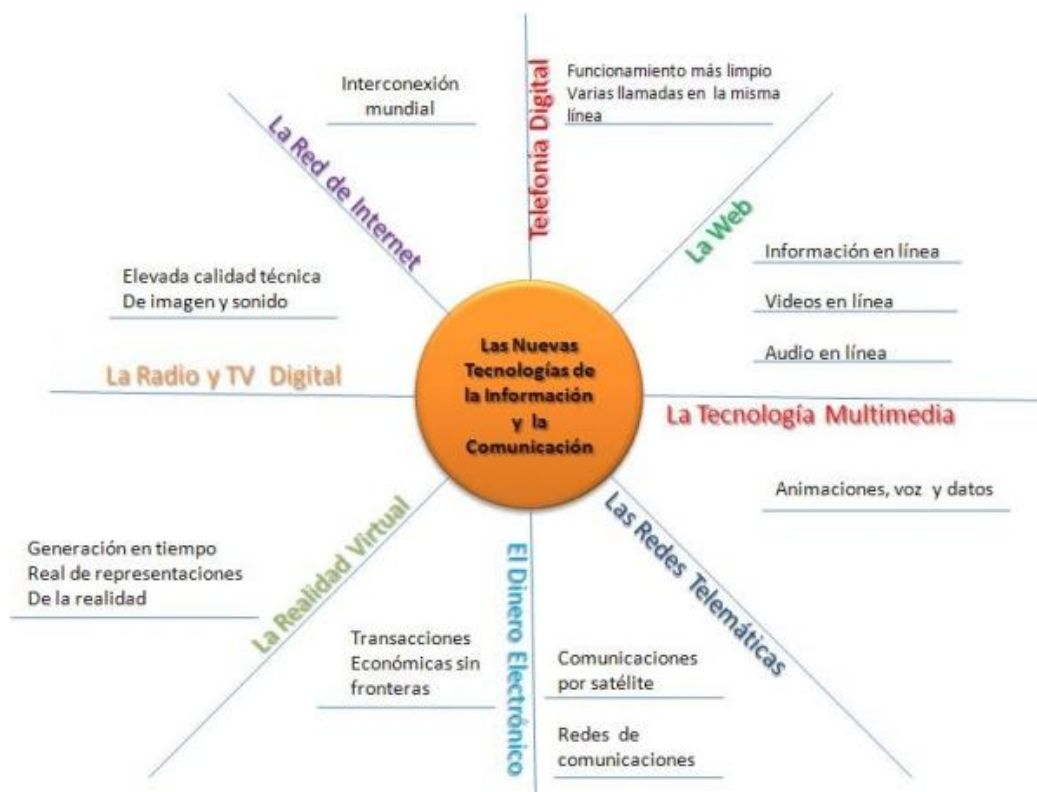 Las Nuevas
Tecnologías de
la Información
y la
Comunicación
Telefonía Digital
Funcionamiento más limpio
Varias llamadas en la misma
línea
La Web
Información en línea
Videos en línea
Audio en línea
La Tecnología Multimedia
Animaciones, voz y datos
Las Redes Telemáticas
Comunicaciones
por satélite
Redes de
comunicaciones
El Dinero Electrónico
Transacciones
Económicas sin
fronteras
La Realidad Virtual
Generación en tiempo
Real de representaciones
De la realidad
La Radio y TV Digital
Elevada calidad técnica
De imagen y sonido
La Red de Internet
Interconexión
mundial